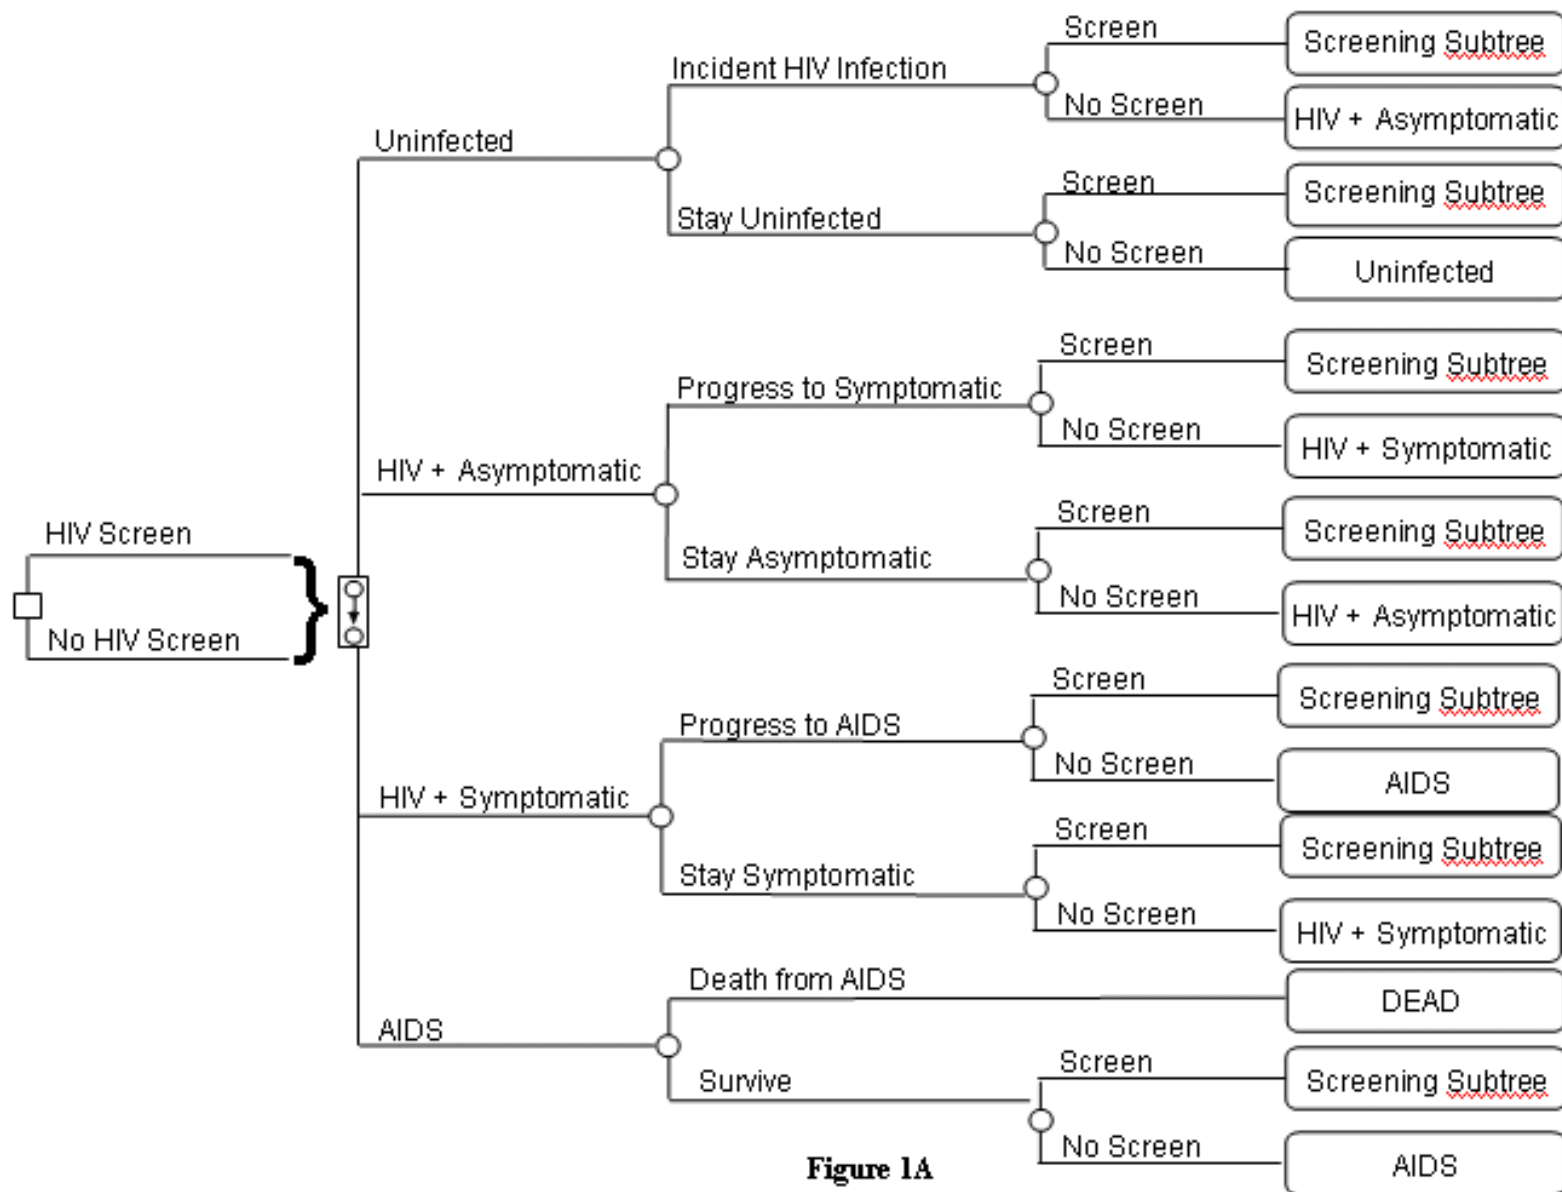 Screen
Screening Subtree
Incident HIV Infection
No Screen
HIV + Asymptomatic
Uninfected
Screen
Screening Subtree
Stay Uninfected
No Screen
Uninfected
Screen
Screening Subtree
Progress to Symptomatic
No Screen
HIV + Symptomatic
HIV + Asymptomatic
Screen
Screening Subtree
Stay Asymptomatic
No Screen
HIV + Asymptomatic
HIV Screen
No HIV Screen
Screen
Screening Subtree
Progress to AIDS
No Screen
AIDS
HIV + Symptomatic
Screen
Screening Subtree
Stay Symptomatic
No Screen
HIV + Symptomatic
Death from AIDS
DEAD
AIDS
Screen
Screening Subtree
Survive
No Screen
AIDS
Figure 1A